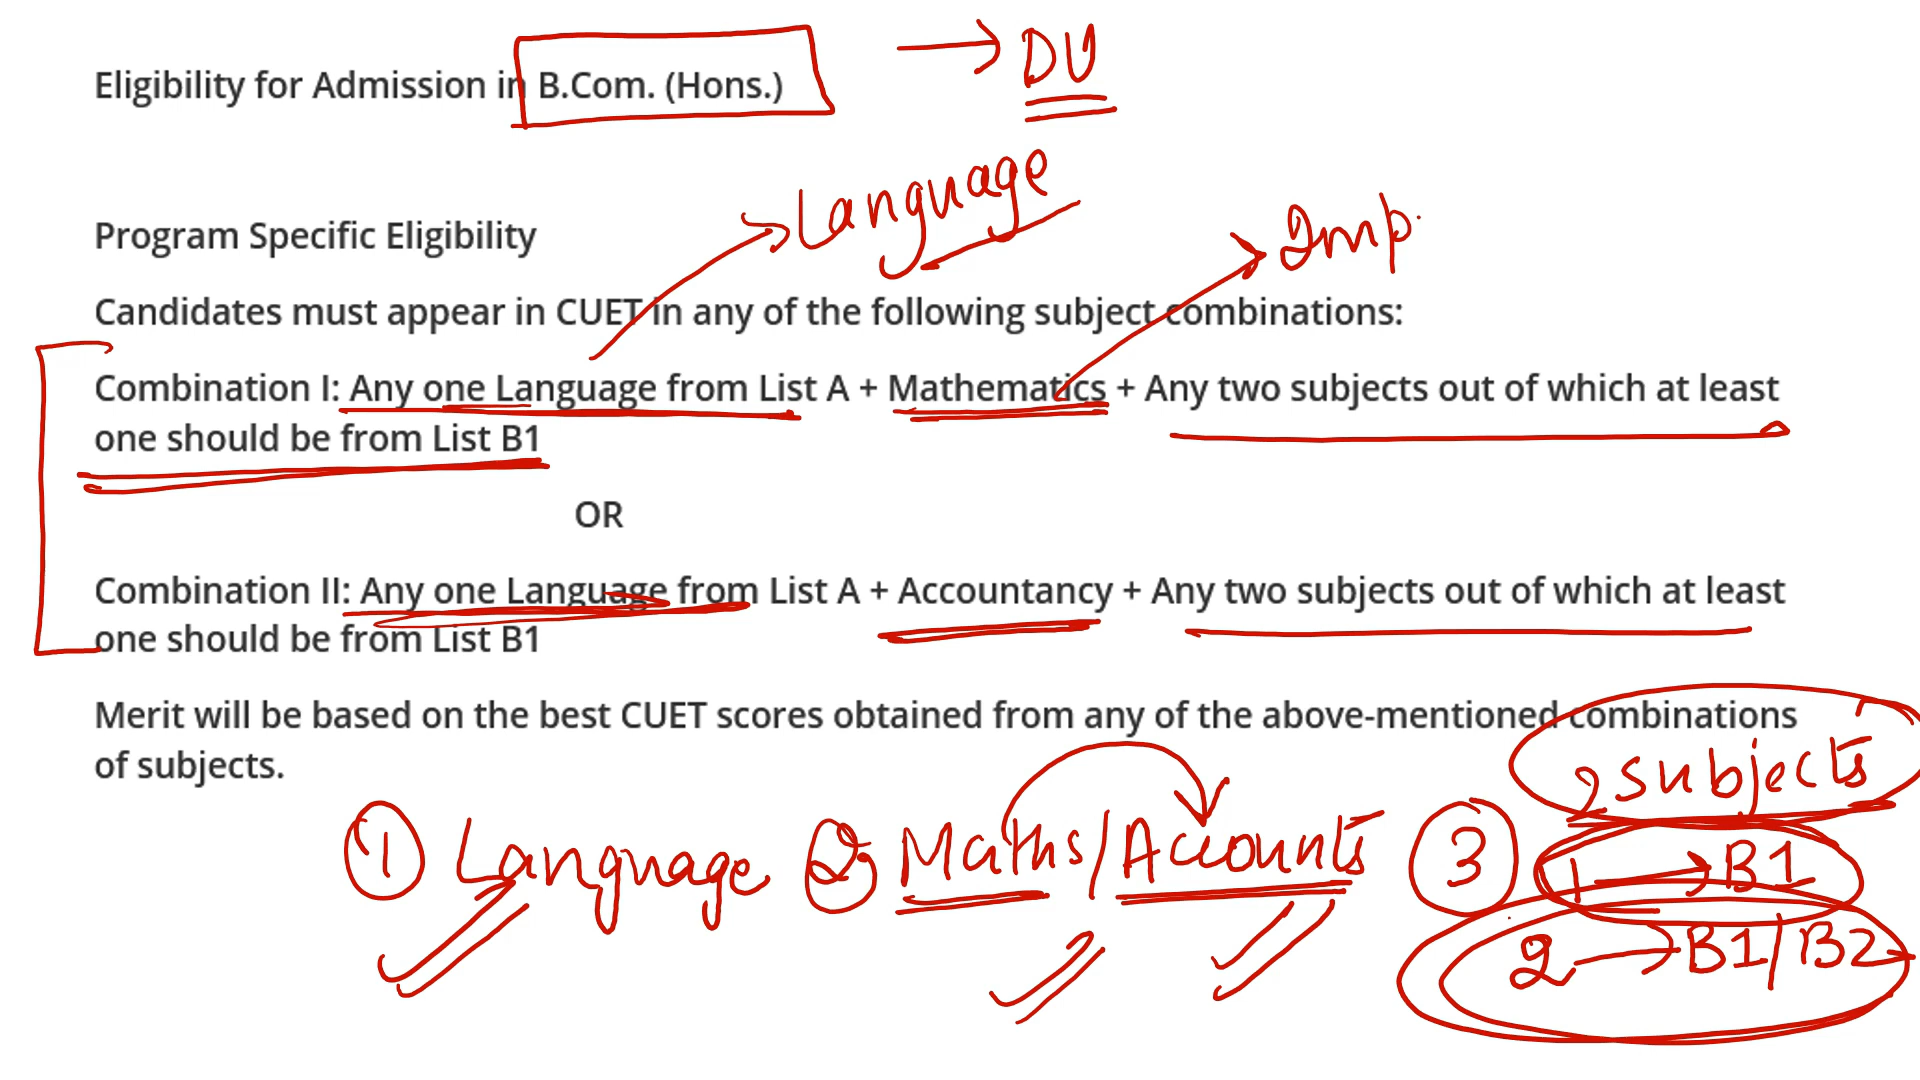 Eligibility for Admission in B.Com. (Hons.)
→ DU
Language
Imp.
Program Specific Eligibility
Candidates must appear in CUET in any of the following subject combinations:
Combination I: Any one Language from List A + Mathematics + Any two subjects out of which at least
one should be from List B1
OR
Combination II: Any one Language from List A + Accountancy + Any two subjects out of which at least
one should be from List B1
Merit will be based on the best CUET scores obtained from any of the above-mentioned combinations
of subjects.
① Language ② Maths/Accounts ③ 2 subjects
1 → B1
2 → B1/B2